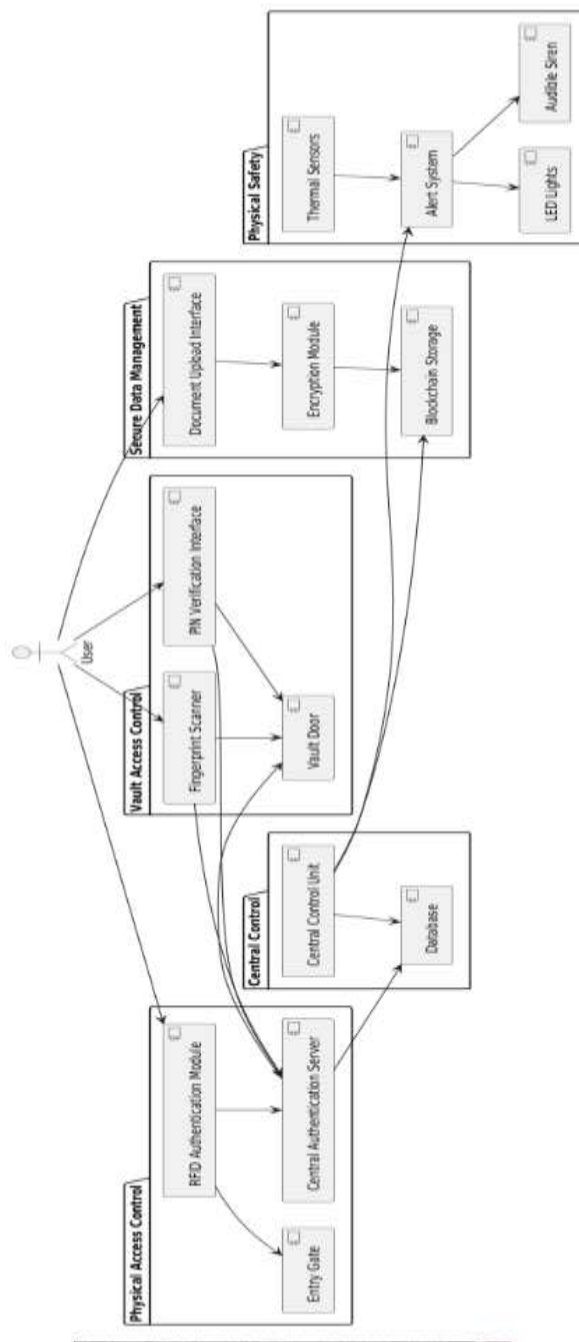 User
Physical Access Control
RFID Authentication Module
Entry Gate
Central Authentication Server
Central Control
Central Control Unit
Database
Vault Access Control
Fingerprint Scanner
PIN Verification Interface
Vault Door
Secure Data Management
Document Upload Interface
Encryption Module
Blockchain Storage
Physical Safety
Thermal Sensors
Alert System
LED Lights
Audible Siren